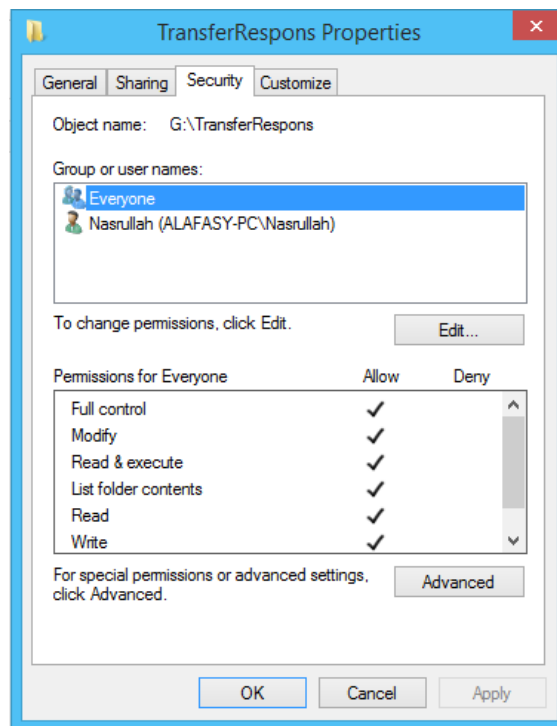 TransferRespons Properties
General Sharing Security Customize
Object name: G:\TransferRespons
Group or user names:
Everyone
Nasrullah (ALAFASY-PC\Nasrullah)
To change permissions, click Edit.
Edit...
Permissions for Everyone Allow Deny
Full control
Modify
Read & execute
List folder contents
Read
Write
For special permissions or advanced settings,
click Advanced.
Advanced
OK Cancel Apply